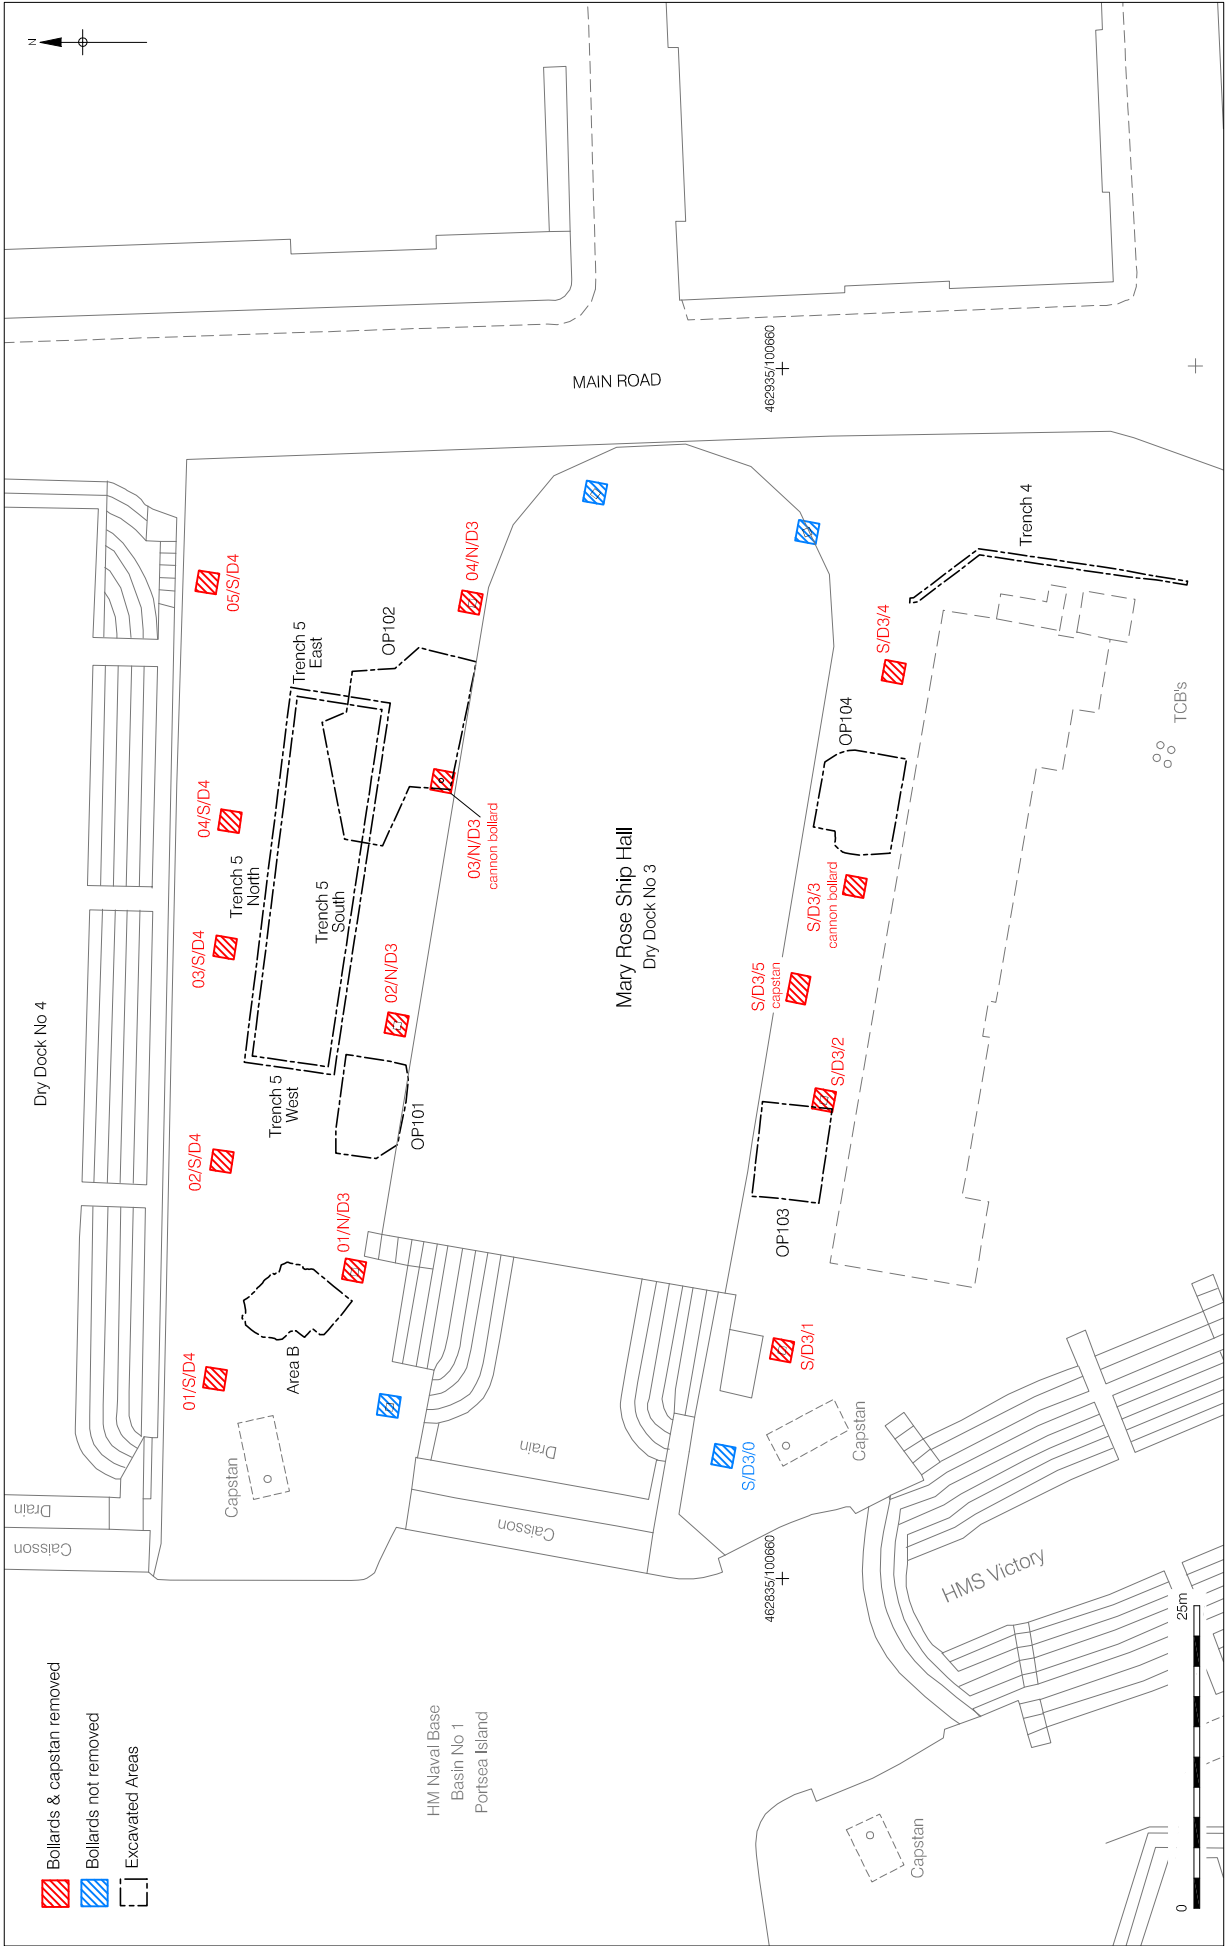 N
Bollards & capstan removed
Bollards not removed
Excavated Areas
Dry Dock No 4
Drain
Caisson
Capstan
01/S/D4
02/S/D4
03/S/D4
04/S/D4
05/S/D4
Area B
01/N/D3
02/N/D3
03/N/D3
cannon bollard
04/N/D3
Trench 5
West
Trench 5
North
Trench 5
South
Trench 5
East
OP101
OP102
Mary Rose Ship Hall
Dry Dock No 3
MAIN ROAD
Drain
Caisson
HM Naval Base
Basin No 1
Portsea Island
S/D3/0
S/D3/1
S/D3/2
S/D3/5
capstan
S/D3/3
cannon bollard
S/D3/4
OP103
OP104
Trench 4
TCB's
Capstan
Capstan
HMS Victory
462835/100660
462935/100660
0
25m